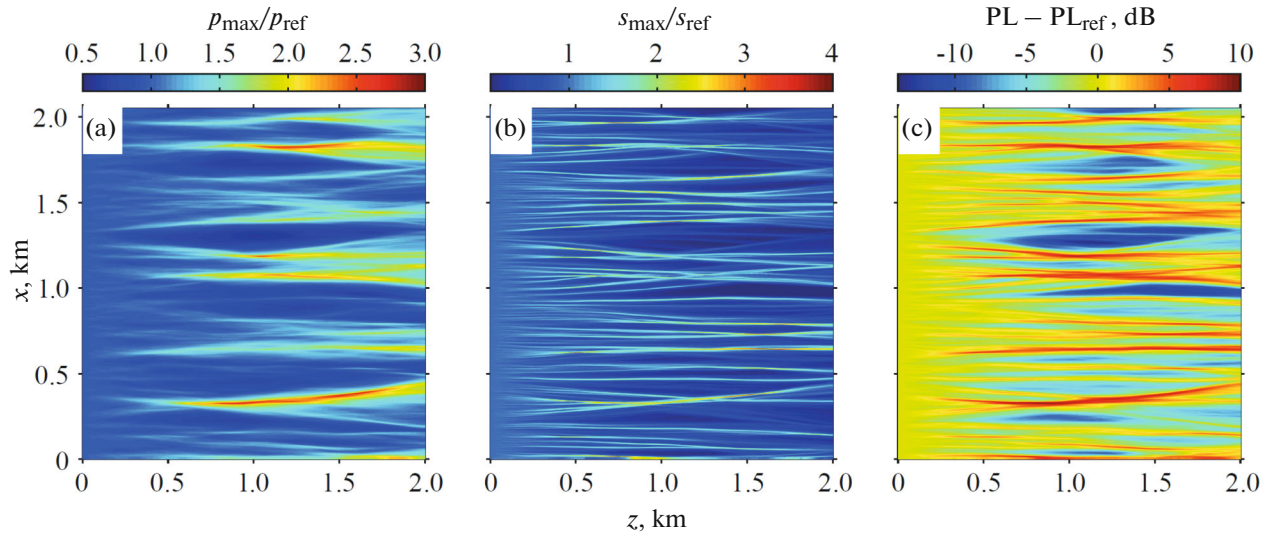 p_max/p_ref
0.5 1.0 1.5 2.0 2.5 3.0
s_max/s_ref
1 2 3 4
PL – PL_ref, dB
-10 -5 0 5 10
(a)
(b)
(c)
x, km
2.0
1.5
1.0
0.5
0
0 0.5 1.0 1.5 2.0
0 0.5 1.0 1.5 2.0
0 0.5 1.0 1.5 2.0
z, km